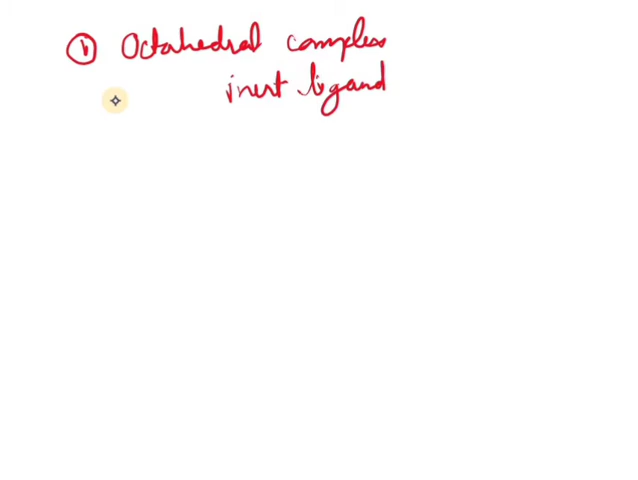 ① Octahedral complex
inert ligand